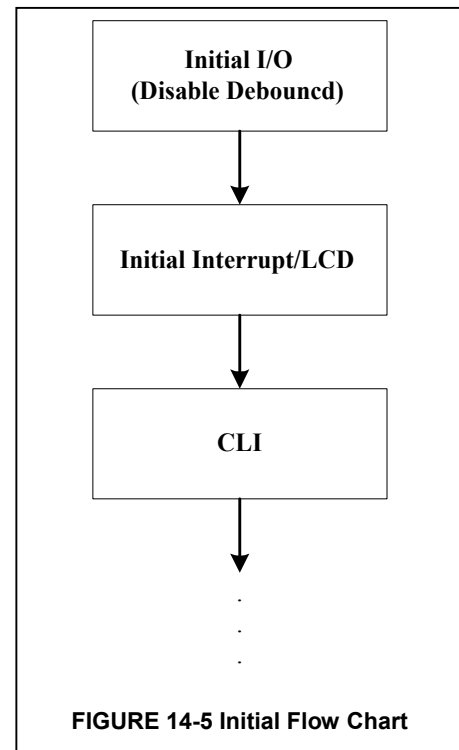 Initial I/O
(Disable Debouncd)
Initial Interrupt/LCD
CLI
.
.
.
FIGURE 14-5 Initial Flow Chart